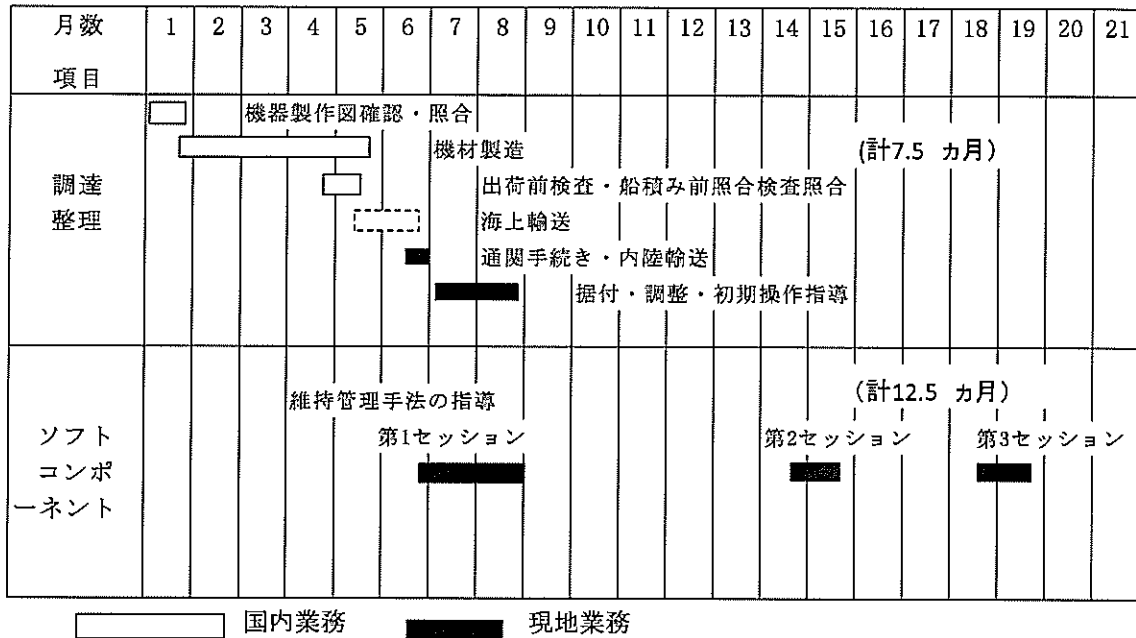 月数 1 2 3 4 5 6 7 8 9 10 11 12 13 14 15 16 17 18 19 20 21
項目
機器製作図確認・照合
機材製造 (計7.5 カ月)
調達 出荷前検査・船積み前照合検査照合
整理 海上輸送
通関手続き・内陸輸送
据付・調整・初期操作指導
維持管理手法の指導 (計12.5 カ月)
ソフト 第1セッション 第2セッション 第3セッション
コンポ
ーネント
国内業務 現地業務